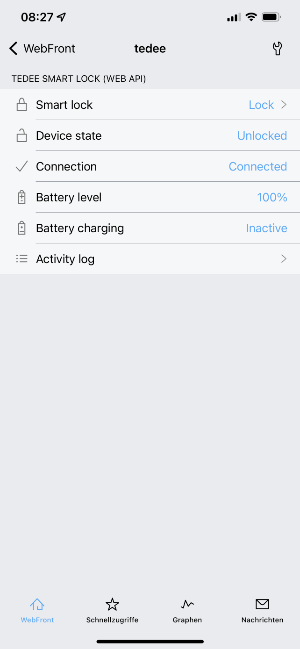 08:27
WebFront
tedee
TEDEE SMART LOCK (WEB API)
Smart lock Lock
Device state Unlocked
Connection Connected
Battery level 100%
Battery charging Inactive
Activity log
WebFront Schnellzugriffe Graphen Nachrichten